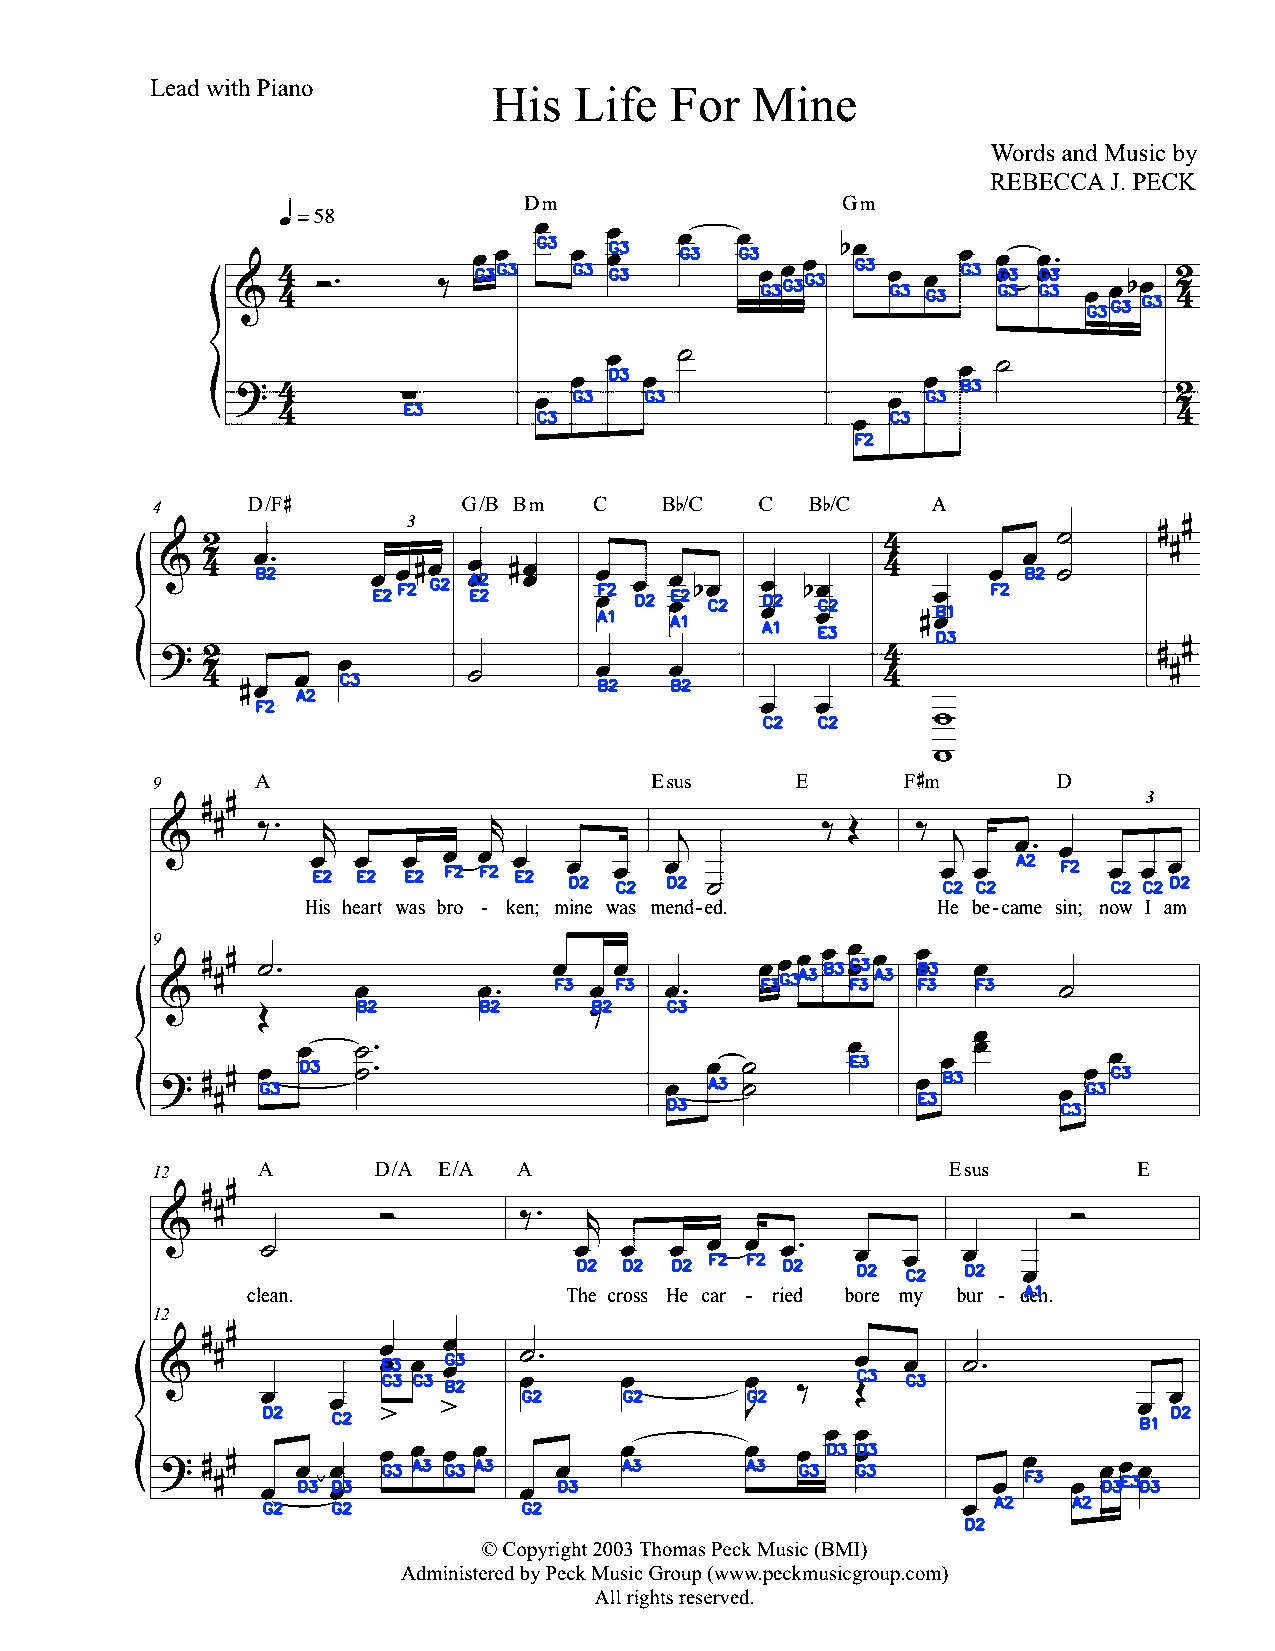 Lead with Piano
His Life For Mine
Words and Music by
REBECCA J. PECK
= 58
Dm Gm
G3 G3 G3 G3 G3 G3 G3 G3 G3 G3 G3 G3 G3 G3 G3 G3 G3 G3 G3 G3 G3 G3
D3 G3 G3 B3 G3
E3 C3 C3
F2
4 D/F# G/B Bm C B♭/C C B♭/C A
3
B2 E2 F2 G2 A2 E2 F2 D2 E2 C2 D2 C2 F2 B2
A1 A1 A1 E3 B1 D3
F2 A2 C3 B2 B2 C2 C2
9 A Esus E F#m D
3
E2 E2 E2 F2 F2 E2 D2 C2 D2 C2 C2 A2 F2 C2 C2 D2
His heart was bro - ken; mine was mend-ed. He be-came sin; now I am
9
B2 B2 F3 B2 F3 G3 F3 G3 A3 B3 G3 F3 A3 B3 F3 F3
G3 D3 D3 A3 E3 E3 B3 C3 G3 G3
12 A D/A E/A A Esus E
D2 D2 D2 F2 F2 D2 D2 C2 D2 A1
clean. The cross He car - ried bore my bur - den.
12
D2 C2 B3 G3 G3 G3 B2 G2 G2 G2 C3 C3 B1 D2
G2 D3 G2 D3 G3 A3 G3 A3 G2 D3 A3 A3 G3 D3 D3 G3 D2 A2 F3 A2 D3 E3 D3
© Copyright 2003 Thomas Peck Music (BMI)
Administered by Peck Music Group (www.peckmusicgroup.com)
All rights reserved.